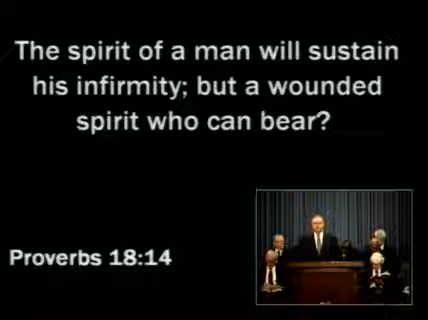 The spirit of a man will sustain
his infirmity; but a wounded
spirit who can bear?
Proverbs 18:14